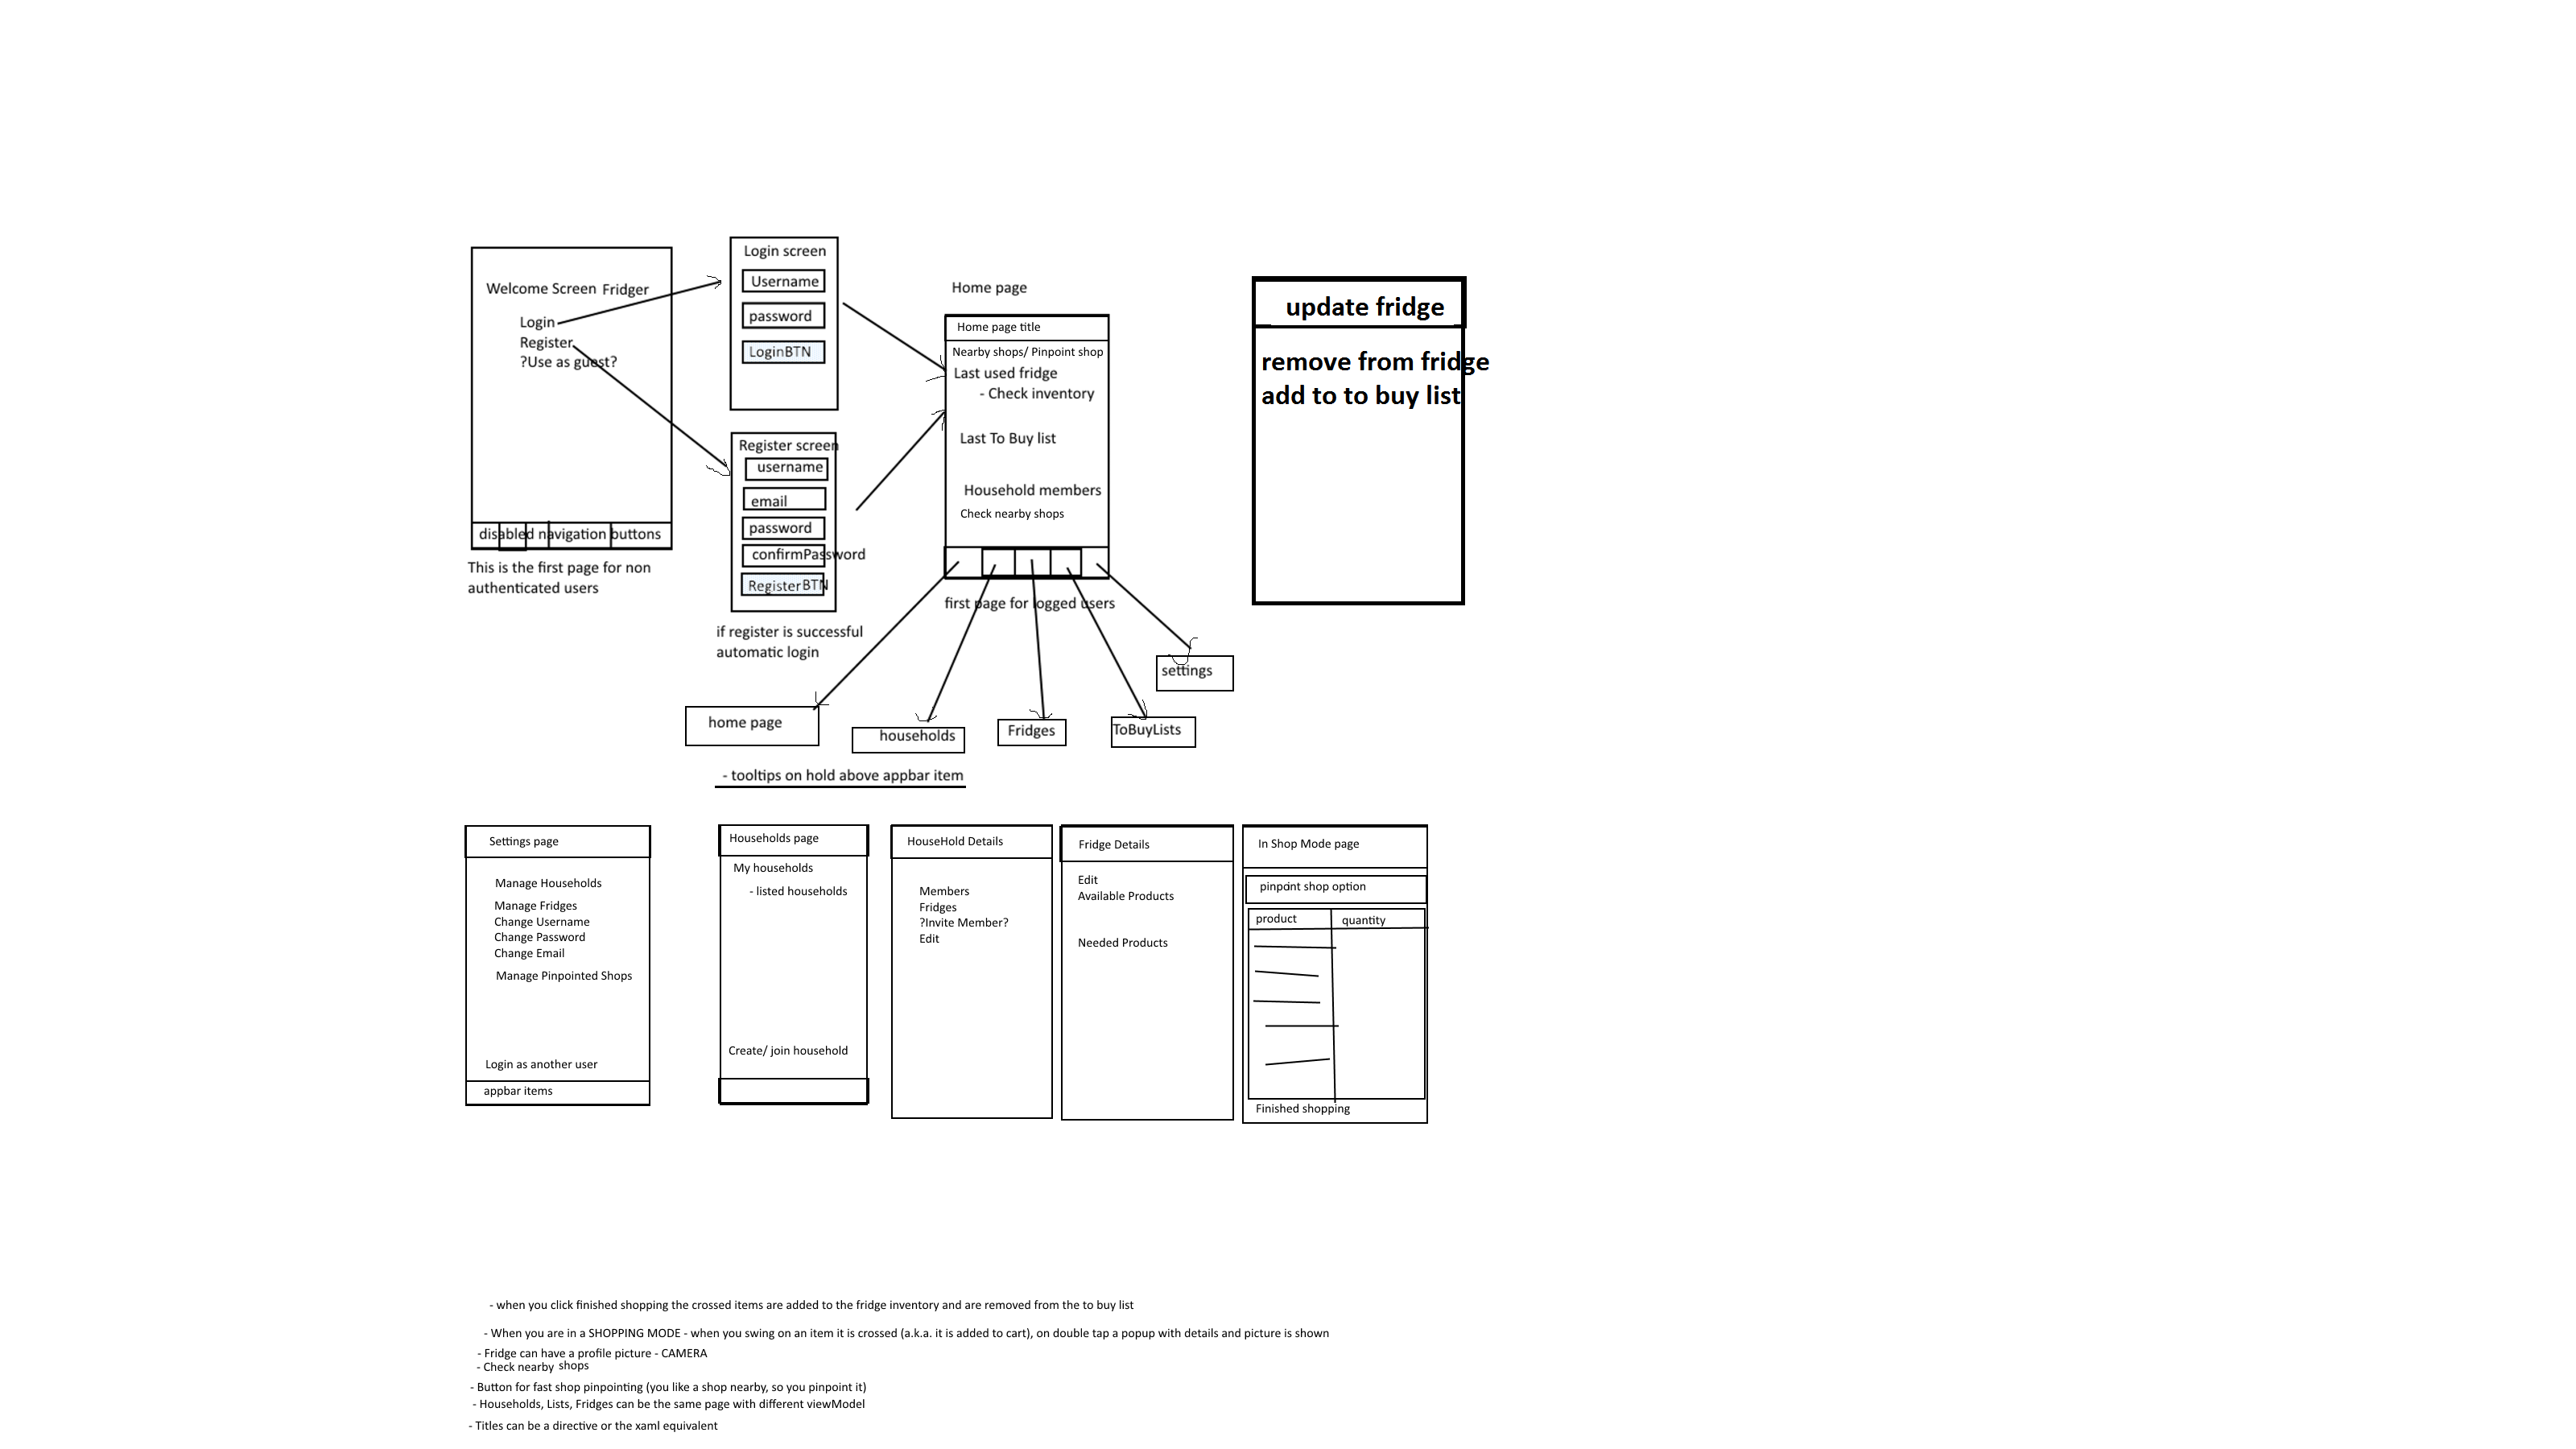 Welcome Screen Fridger
Login
Register
?Use as guest?
disabled navigation buttons
This is the first page for non
authenticated users
Login screen
Username
password
LoginBTN
Register screen
username
email
password
confirmPassword
RegisterBTN
if register is successful
automatic login
Home page
Home page title
Nearby shops/ Pinpoint shop
Last used fridge
- Check inventory
Last To Buy list
Household members
Check nearby shops
first page for logged users
update fridge
remove from fridge
add to to buy list
settings
home page
households
Fridges
ToBuyLists
- tooltips on hold above appbar item
Settings page
Manage Households
Manage Fridges
Change Username
Change Password
Change Email
Manage Pinpointed Shops
Login as another user
appbar items
Households page
My households
- listed households
Create/ join household
HouseHold Details
Members
Fridges
?Invite Member?
Edit
Fridge Details
Edit
Available Products
Needed Products
In Shop Mode page
pinpoint shop option
product quantity
Finished shopping
- when you click finished shopping the crossed items are added to the fridge inventory and are removed from the to buy list
- When you are in a SHOPPING MODE - when you swing on an item it is crossed (a.k.a. it is added to cart), on double tap a popup with details and picture is shown
- Fridge can have a profile picture - CAMERA
- Check nearby shops
- Button for fast shop pinpointing (you like a shop nearby, so you pinpoint it)
- Households, Lists, Fridges can be the same page with different viewModel
- Titles can be a directive or the xaml equivalent